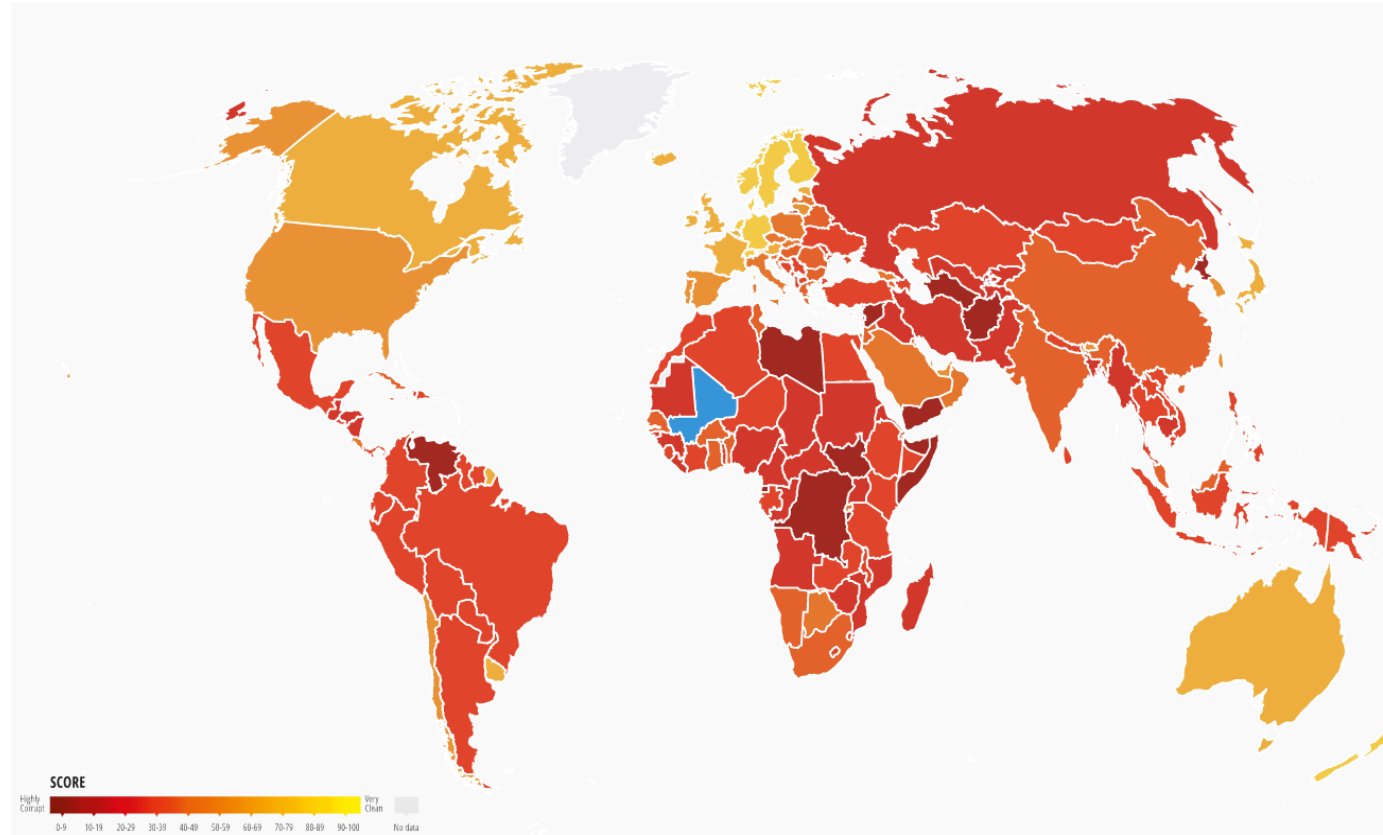 SCORE
Highly
Corrupt
Very
Clean
0-9 10-19 20-29 30-39 40-49 50-59 60-69 70-79 80-89 90-100 No data